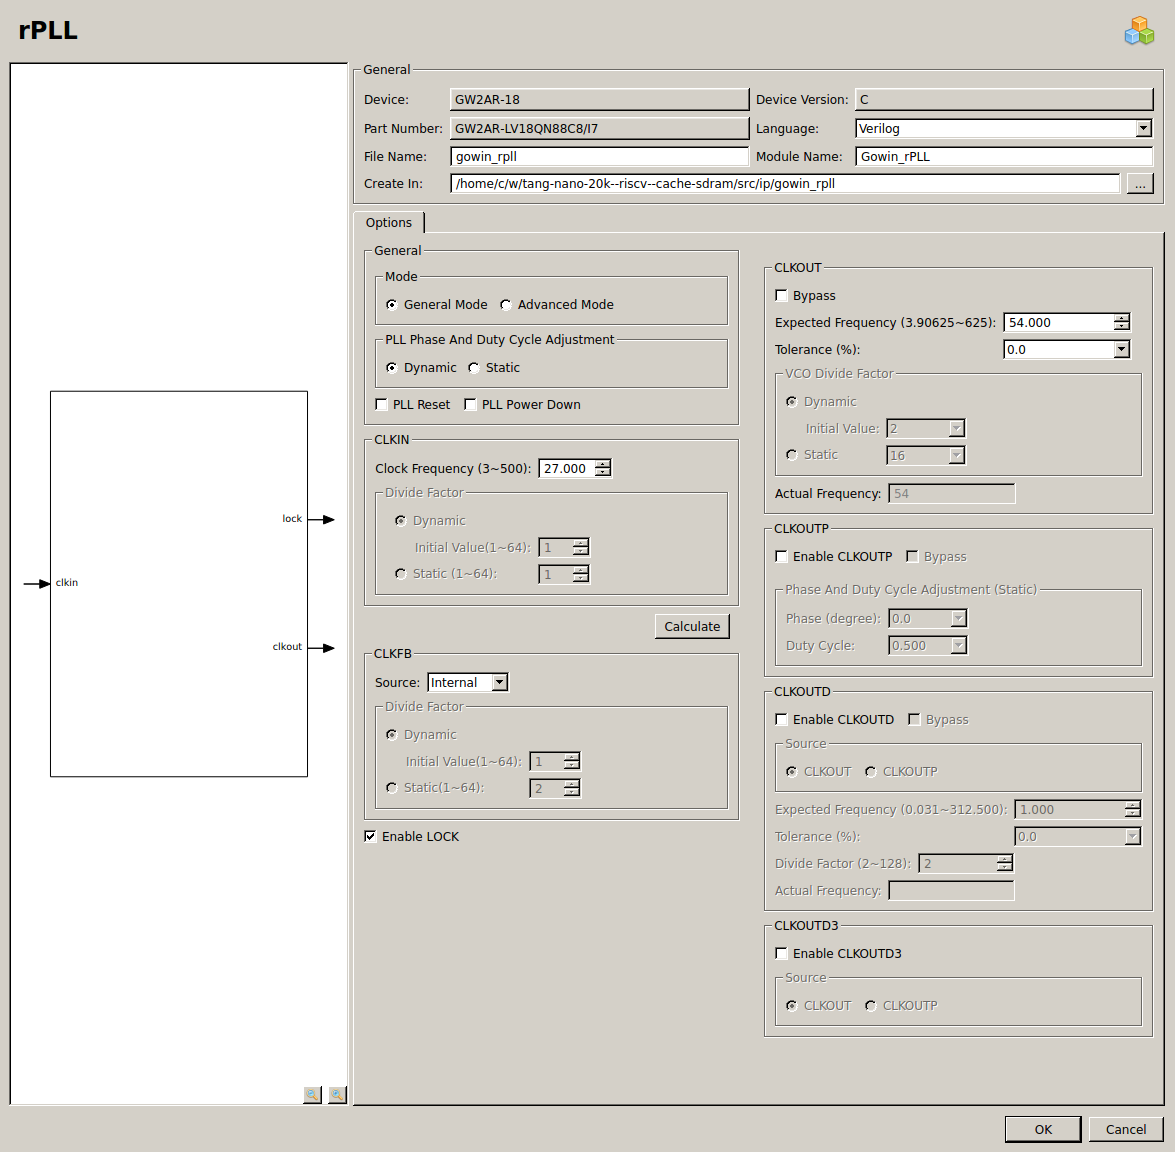 rPLL
General
Device: GW2AR-18 Device Version: C
Part Number: GW2AR-LV18QN88C8/I7 Language: Verilog
File Name: gowin_rpll Module Name: Gowin_rPLL
Create In: /home/c/w/tang-nano-20k--riscv--cache-sdram/src/ip/gowin_rpll ...
Options
General
Mode
General Mode Advanced Mode
PLL Phase And Duty Cycle Adjustment
Dynamic Static
PLL Reset PLL Power Down
CLKIN
Clock Frequency (3~500): 27.000
Divide Factor
Dynamic
Initial Value(1~64): 1
Static (1~64): 1
Calculate
CLKFB
Source: Internal
Divide Factor
Dynamic
Initial Value(1~64): 1
Static(1~64): 2
Enable LOCK
CLKOUT
Bypass
Expected Frequency (3.90625~625): 54.000
Tolerance (%): 0.0
VCO Divide Factor
Dynamic
Initial Value: 2
Static 16
Actual Frequency: 54
CLKOUTP
Enable CLKOUTP Bypass
Phase And Duty Cycle Adjustment (Static)
Phase (degree): 0.0
Duty Cycle: 0.500
CLKOUTD
Enable CLKOUTD Bypass
Source
CLKOUT CLKOUTP
Expected Frequency (0.031~312.500): 1.000
Tolerance (%): 0.0
Divide Factor (2~128): 2
Actual Frequency:
CLKOUTD3
Enable CLKOUTD3
Source
CLKOUT CLKOUTP
lock
clkin
clkout
OK Cancel